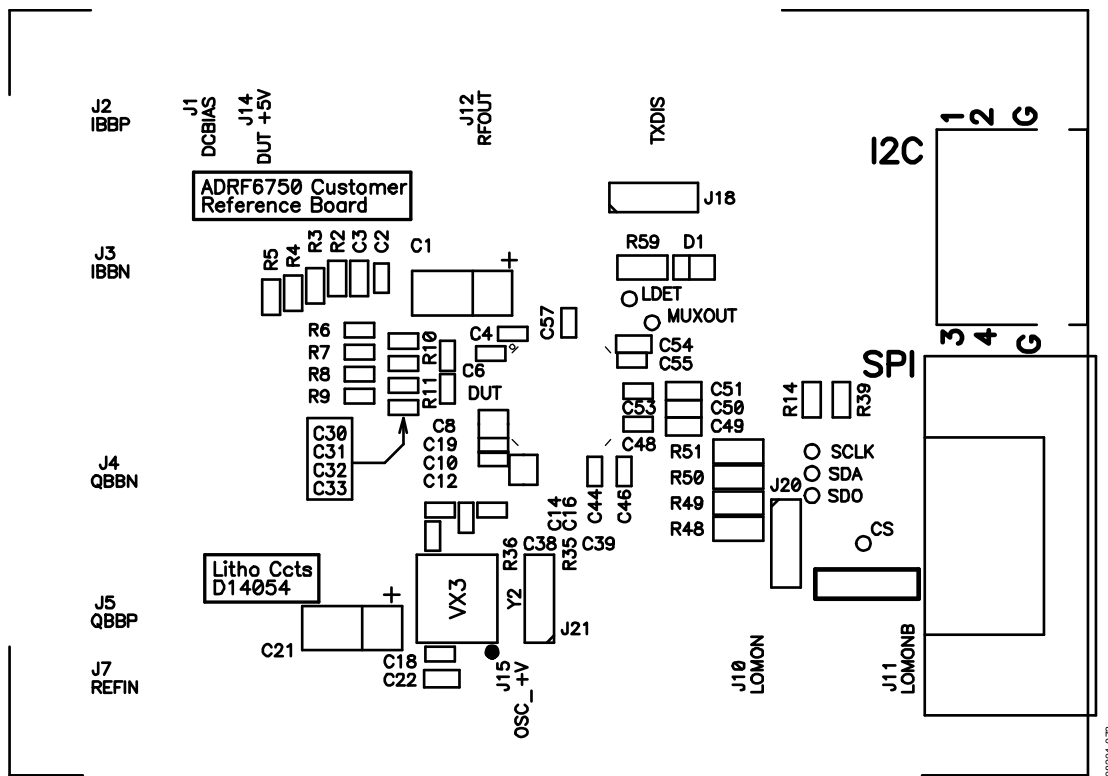 J2
IBBP
J1
DCBIAS
J14
DUT +5V
J12
RFOUT
TXDIS
1
2
G
I2C
ADRF6750 Customer
Reference Board
J18
J3
IBBN
R5
R4
R3
R2
C3
C2
C1
+
R59
D1
LDET
MUXOUT
C57
R6
R7
R8
R9
R10
R11
C4
C6
DUT
C54
C55
3
4
G
SPI
C53
C51
C50
C49
C48
R14
R39
C8
C19
C10
C12
C30
C31
C32
C33
J4
QBBN
R51
R50
R49
R48
SCLK
SDA
SDO
J20
CS
C44
C46
C14
C16
R36
C38
R35
C39
Litho Ccts
D14054
J5
QBBP
+
C21
VX3
Y2
J21
C18
C22
J15
OSC_+V
J7
REFIN
J10
LOMON
J11
LOMONB